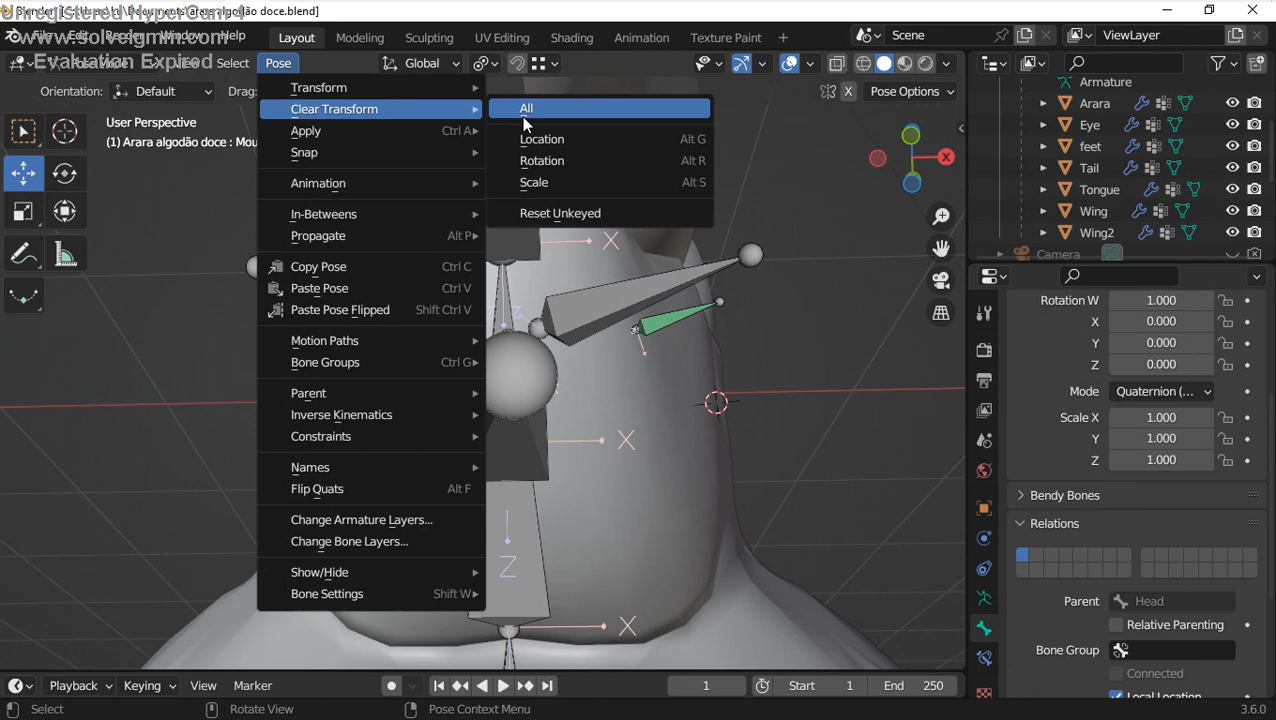 Unregistered HyperCam 4
www.solveigmm.com
Evaluation Expired
arara algodão doce.blend]
Help
Layout
Modeling
Sculpting
UV Editing
Shading
Animation
Texture Paint
Scene
ViewLayer
Select
Pose
Global
Orientation:
Default
Drag:
X
Pose Options
User Perspective
(1) Arara algodão doce : Mou
Transform
Clear Transform
Apply Ctrl A
Snap
Animation
In-Betweens
Propagate Alt P
Copy Pose Ctrl C
Paste Pose Ctrl V
Paste Pose Flipped Shift Ctrl V
Motion Paths
Bone Groups Ctrl G
Parent
Inverse Kinematics
Constraints
Names
Flip Quats Alt F
Change Armature Layers...
Change Bone Layers...
Show/Hide
Bone Settings Shift W
All
Location Alt G
Rotation Alt R
Scale Alt S
Reset Unkeyed
X
X
X
X
Z
Armature
Arara
Eye
feet
Tail
Tongue
Wing
Wing2
Camera
Rotation W 1.000
X 0.000
Y 0.000
Z 0.000
Mode Quaternion (...
Scale X 1.000
Y 1.000
Z 1.000
Bendy Bones
Relations
Parent Head
Relative Parenting
Bone Group
Connected
Local Location
Playback
Keying
View
Marker
1
Start 1
End 250
Select
Rotate View
Pose Context Menu
3.6.0